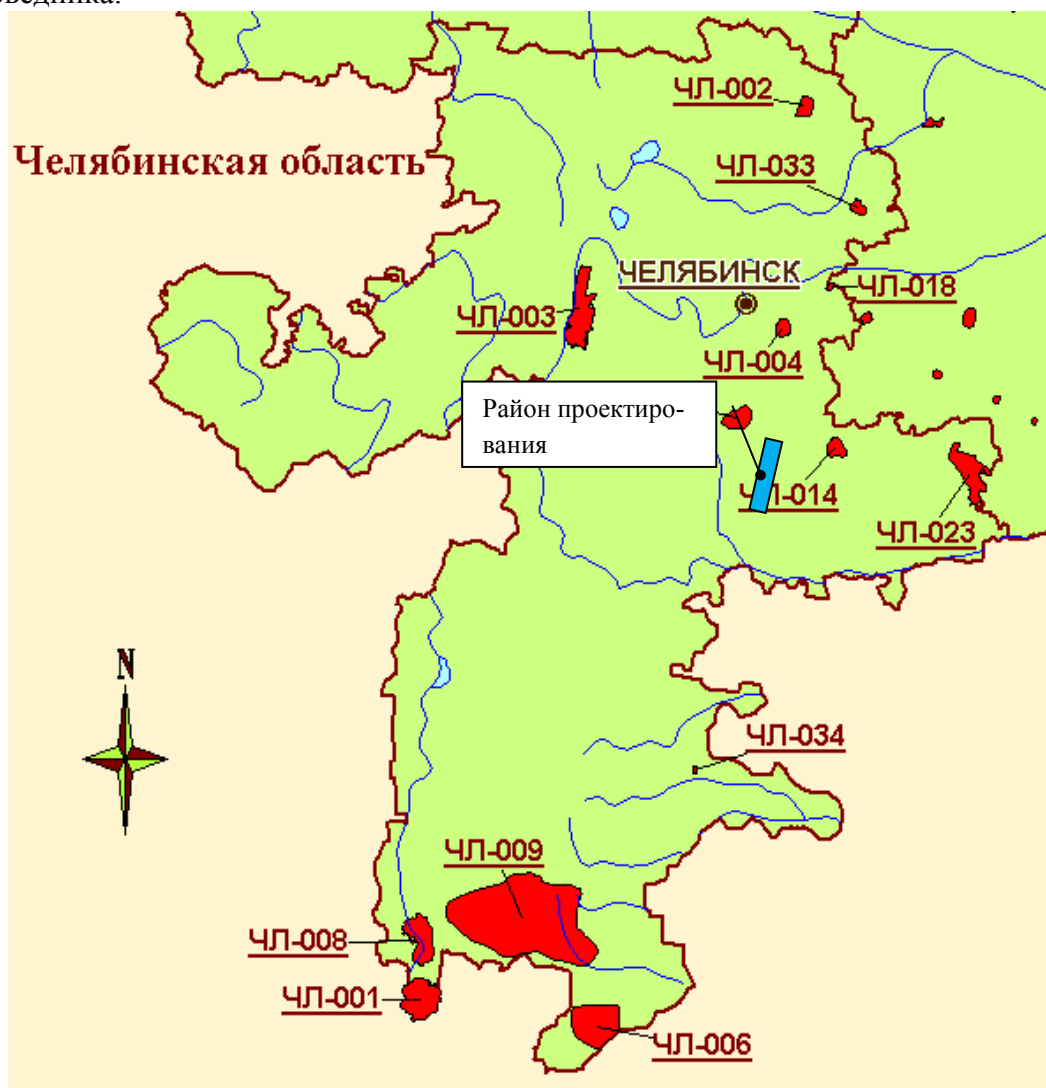 ЧЛ-002
Челябинская область
ЧЛ-033
ЧЕЛЯБИНСК
ЧЛ-018
ЧЛ-003
ЧЛ-004
Район проектиро-
вания
ЧЛ-014
ЧЛ-023
N
ЧЛ-034
ЧЛ-009
ЧЛ-008
ЧЛ-001
ЧЛ-006